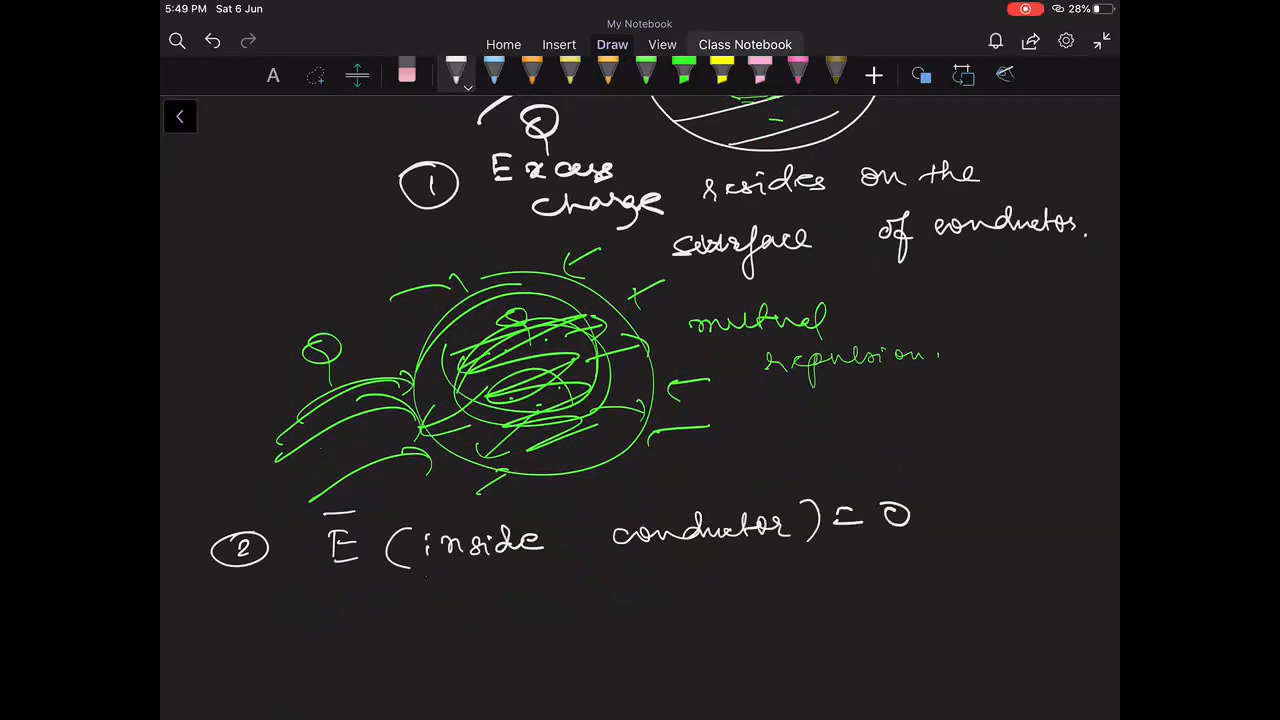 5:49 PM Sat 6 Jun
28%
My Notebook
Home Insert Draw View Class Notebook
A
Q
1 Excess charge resides on the
surface of conductor.
Q
mutual
repulsion.
2 E (inside conductor) = 0